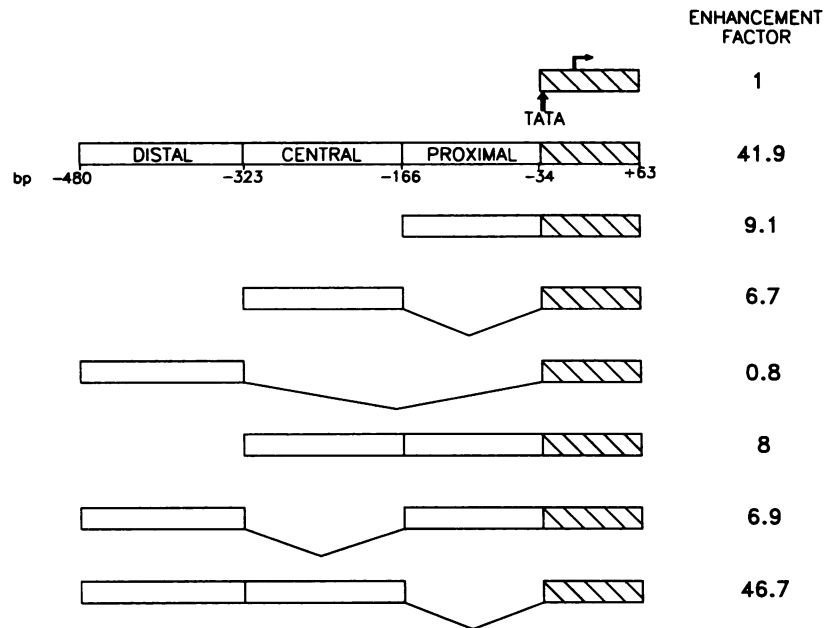 ENHANCEMENT
FACTOR
1
TATA
DISTAL CENTRAL PROXIMAL 41.9
bp -480 -323 -166 -34 +63
9.1
6.7
0.8
8
6.9
46.7